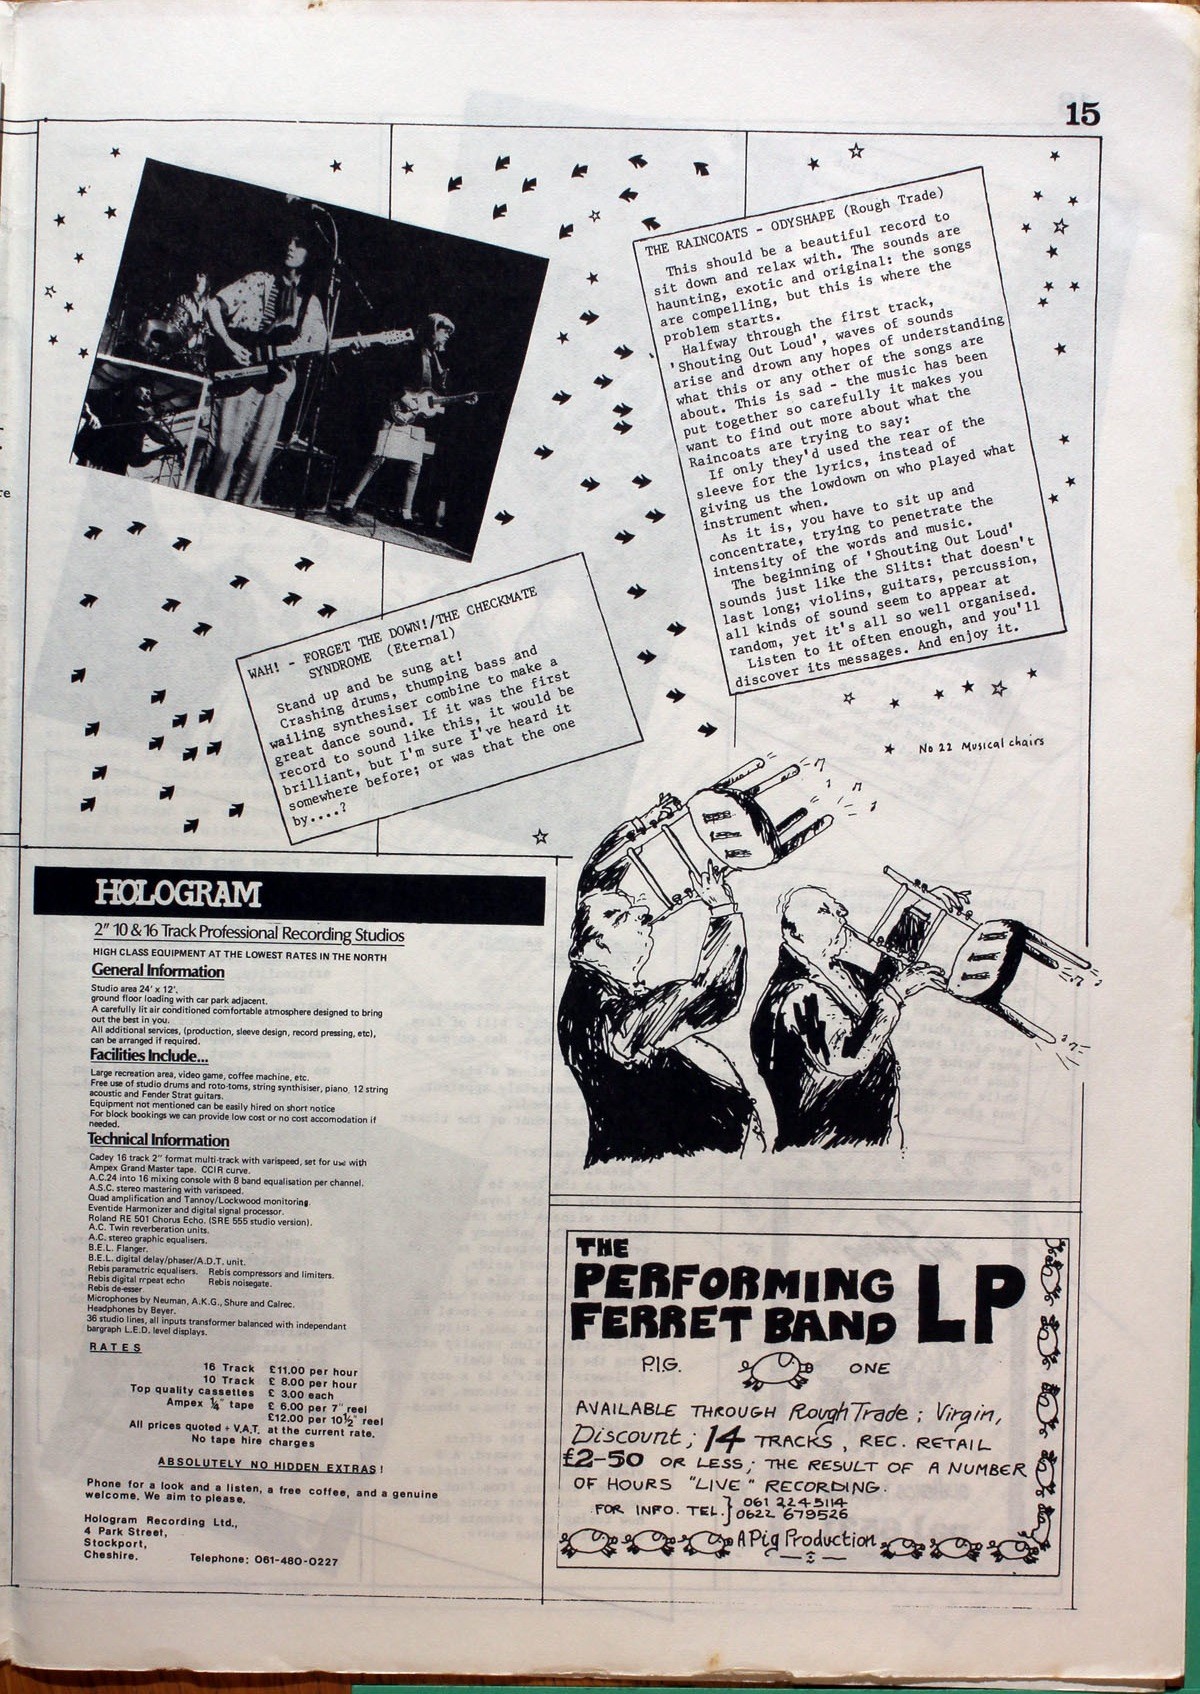 15
THE RAINCOATS - ODYSHAPE (Rough Trade)
This should be a beautiful record to
sit down and relax with. The sounds are
haunting, exotic and original: the songs
are compelling, but this is where the
problem starts.
Halfway through the first track,
'Shouting Out Loud', waves of sounds
arise and drown any hopes of understanding
what this or any other of the songs are
about. This is sad - the music has been
put together so carefully it makes you
want to find out more about what the
Raincoats are trying to say:
If only they'd used the rear of the
sleeve for the lyrics, instead of
giving us the lowdown on who played what
instrument when.
As it is, you have to sit up and
concentrate, trying to penetrate the
intensity of the words and music.
The beginning of 'Shouting Out Loud'
sounds just like the Slits: that doesn't
last long; violins, guitars, percussion,
all kinds of sound seem to appear at
random, yet it's all so well organised.
Listen to it often enough, and you'll
discover its messages. And enjoy it.
WAH! - FORGET THE DOWN!/THE CHECKMATE
SYNDROME (Eternal)
Stand up and be sung at!
Crashing drums, thumping bass and
wailing synthesiser combine to make a
great dance sound. If it was the first
record to sound like this, it would be
brilliant, but I'm sure I've heard it
somewhere before; or was that the one
by....?
No 22 Musical chairs
HOLOGRAM
2" 10 & 16 Track Professional Recording Studios
HIGH CLASS EQUIPMENT AT THE LOWEST RATES IN THE NORTH
General Information
Studio area 24' x 12'.
ground floor loading with car park adjacent.
A carefully lit air conditioned comfortable atmosphere designed to bring
out the best in you.
All additional services, (production, sleeve design, record pressing, etc),
can be arranged if required.
Facilities Include...
Large recreation area, video game, coffee machine, etc.
Free use of studio drums and roto-toms, string synthisiser, piano, 12 string
acoustic and Fender Strat guitars.
Equipment not mentioned can be easily hired on short notice
For block bookings we can provide low cost or no cost accomodation if
needed.
Technical Information
Cadey 16 track 2" format multi-track with varispeed, set for use with
Ampex Grand Master tape. CCIR curve.
A.C.24 into 16 mixing console with 8 band equalisation per channel.
A.S.C. stereo mastering with varispeed.
Quad amplification and Tannoy/Lockwood monitoring.
Eventide Harmonizer and digital signal processor.
Roland RE 501 Chorus Echo. (SRE 555 studio version).
A.C. Twin reverberation units.
A.C. stereo graphic equalisers.
B.E.L. Flanger.
B.E.L. digital delay/phaser/A.D.T. unit.
Rebis parametric equalisers. Rebis compressors and limiters.
Rebis digital rrpeat echo Rebis noisegate.
Rebis de-esser
Microphones by Neuman, A.K.G., Shure and Calrec.
Headphones by Beyer.
36 studio lines, all inputs transformer balanced with independant
bargraph L.E.D. level displays.
RATES
16 Track £11.00 per hour
10 Track £ 8.00 per hour
Top quality cassettes £ 3.00 each
Ampex ¼" tape £ 6.00 per 7" reel
£12.00 per 10½" reel
All prices quoted + V.A.T. at the current rate.
No tape hire charges
ABSOLUTELY NO HIDDEN EXTRAS!
Phone for a look and a listen, a free coffee, and a genuine
welcome. We aim to please.
Hologram Recording Ltd.,
4 Park Street,
Stockport,
Cheshire. Telephone: 061-480-0227
THE
PERFORMING
FERRET BAND LP
P.I.G. ONE
AVAILABLE THROUGH Rough Trade; Virgin,
Discount; 14 TRACKS, REC. RETAIL
£2-50 OR LESS; THE RESULT OF A NUMBER
OF HOURS "LIVE" RECORDING.
FOR INFO. TEL.} 061 224 5114
0622 679526
A Pig Production